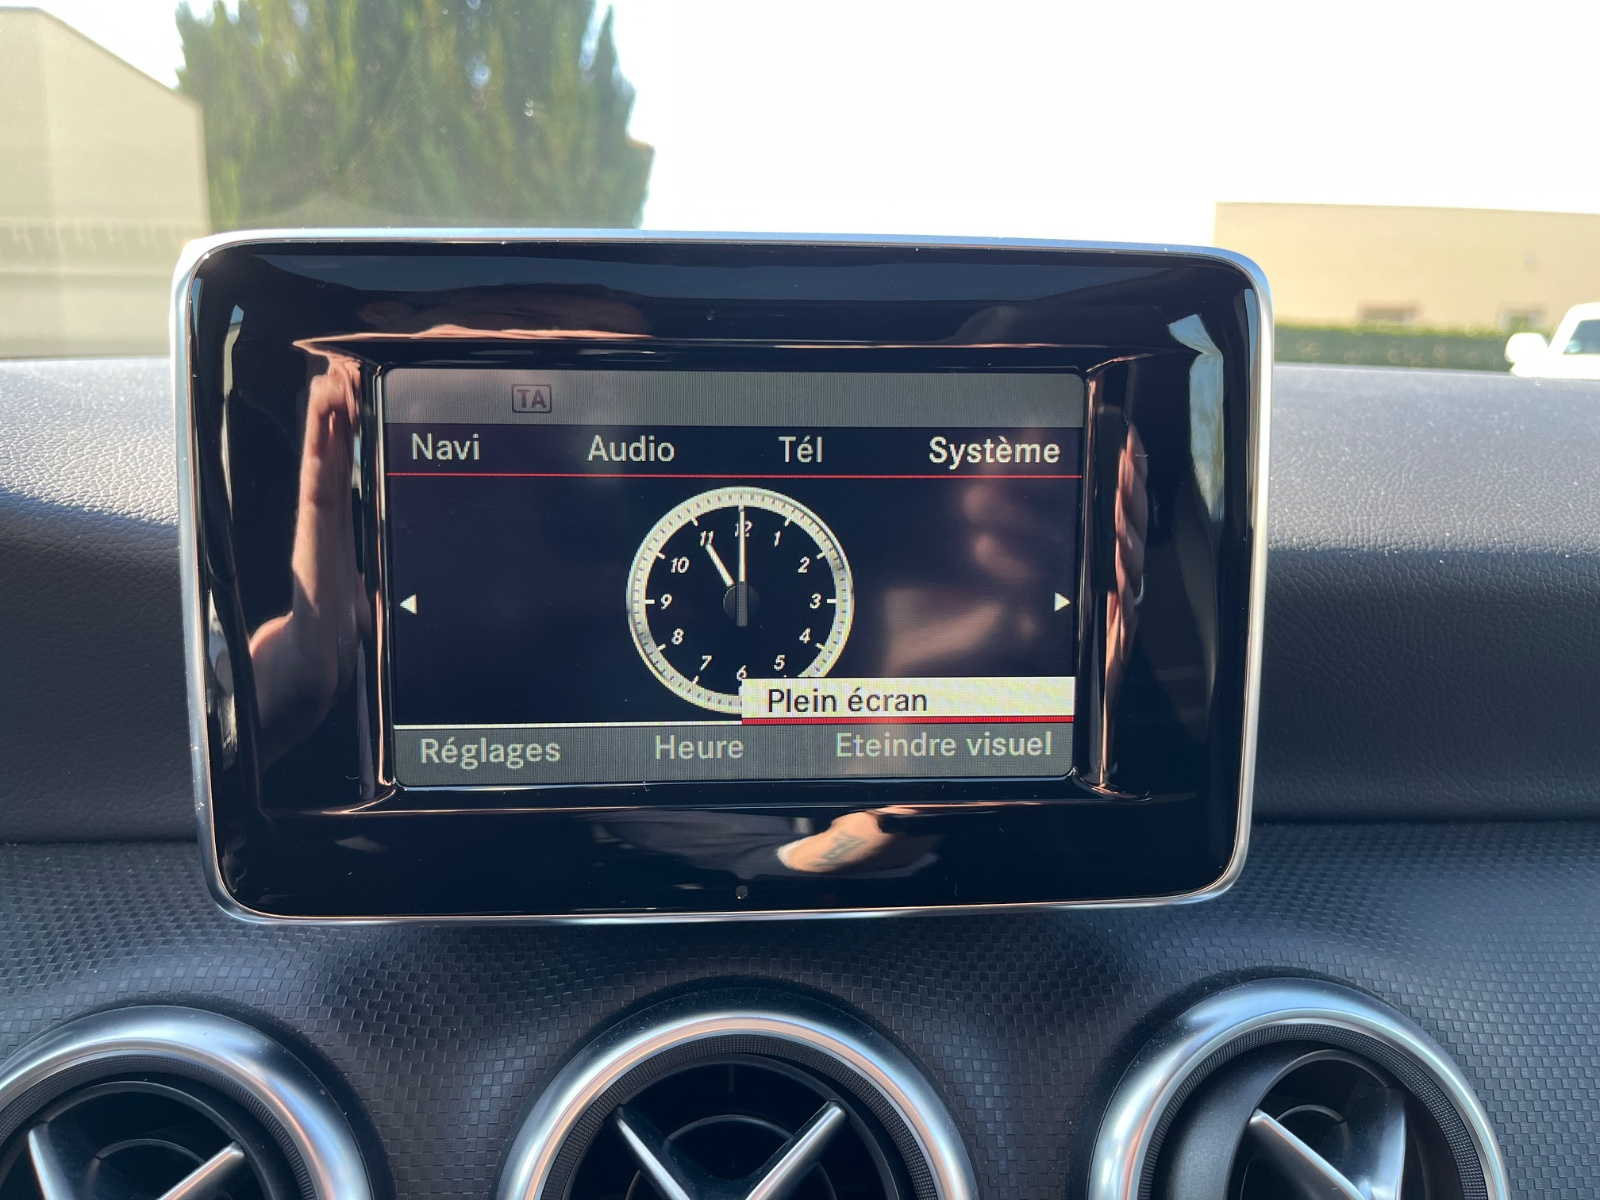 TA
Navi Audio Tél Système
11 12 1
10 2
9 3
8 4
7 6 5
Plein écran
Réglages Heure Eteindre visuel